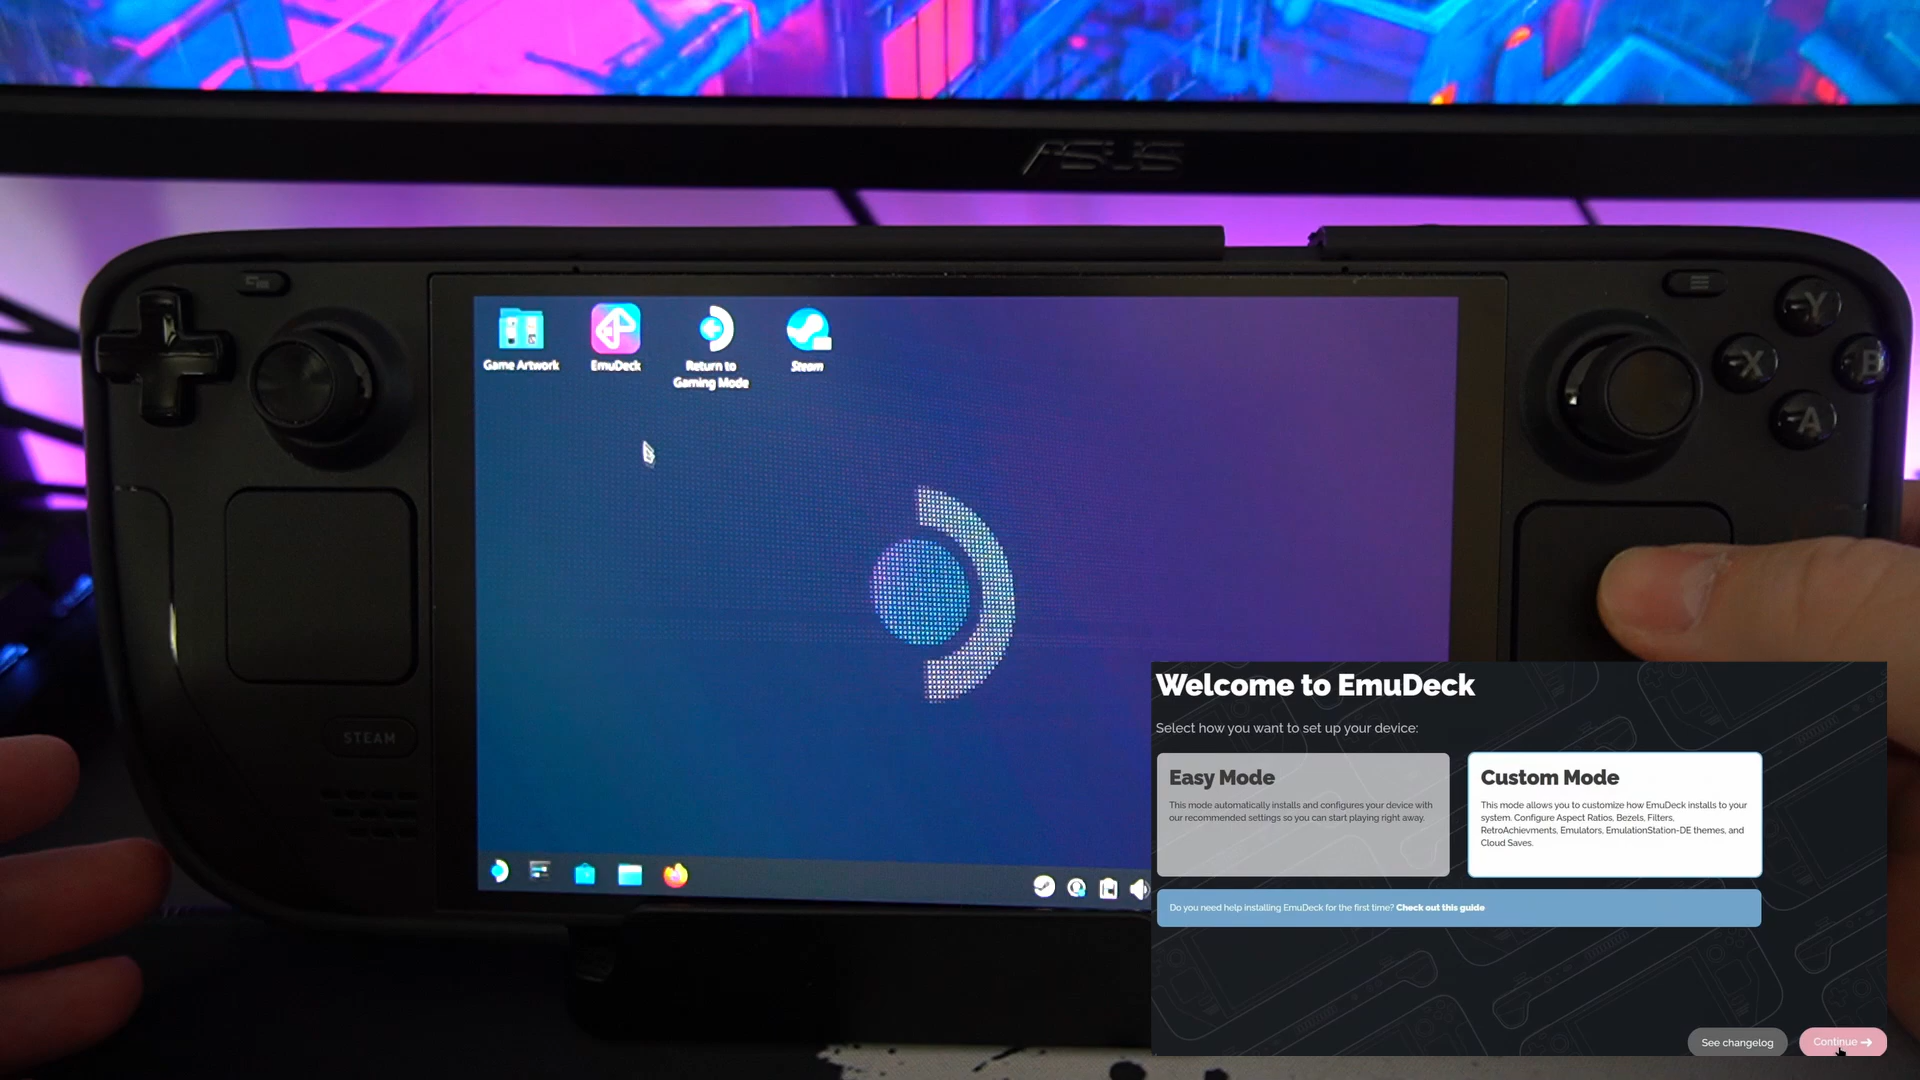 ASUS
Y
X
B
A
Game Artwork
EmuDeck
Return to
Gaming Mode
Steam
STEAM
Welcome to EmuDeck
Select how you want to set up your device:
Easy Mode
This mode automatically installs and configures your device with
our recommended settings so you can start playing right away.
Custom Mode
This mode allows you to customize how EmuDeck installs to your
system. Configure Aspect Ratios, Bezels, Filters,
RetroAchievments, Emulators, EmulationStation-DE themes, and
Cloud Saves.
Do you need help installing EmuDeck for the first time? Check out this guide
See changelog
Continue →